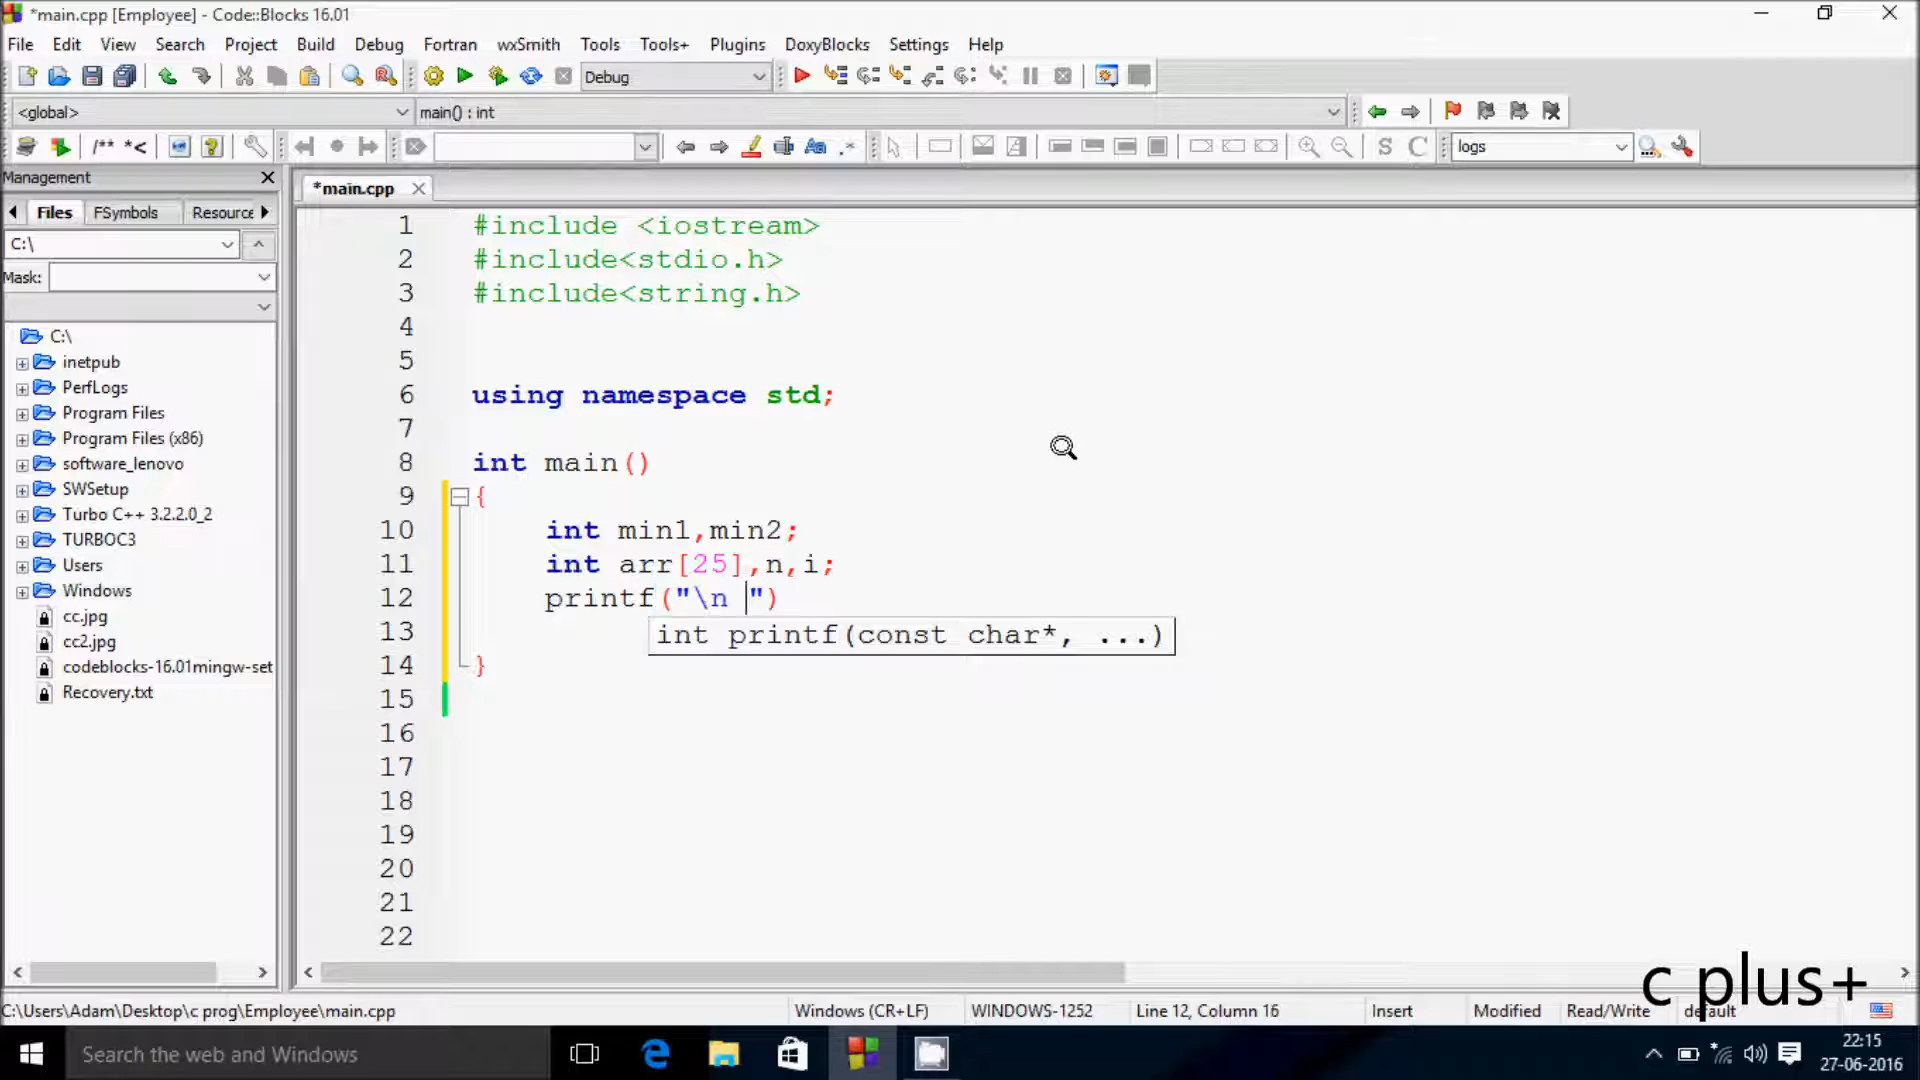 *main.cpp [Employee] - Code::Blocks 16.01
File Edit View Search Project Build Debug Fortran wxSmith Tools Tools+ Plugins DoxyBlocks Settings Help
Debug
<global> main() : int
/** *< Aa .* S C logs
Management
Files FSymbols Resource
C:\
Mask:
C:\
inetpub
PerfLogs
Program Files
Program Files (x86)
software_lenovo
SWSetup
Turbo C++ 3.2.2.0_2
TURBOC3
Users
Windows
cc.jpg
cc2.jpg
codeblocks-16.01mingw-set
Recovery.txt
*main.cpp
1 #include <iostream>
2 #include<stdio.h>
3 #include<string.h>
4
5
6 using namespace std;
7
8 int main()
9 {
10 int min1,min2;
11 int arr[25],n,i;
12 printf("\n ")
int printf(const char*, ...)
13
14 }
15
16
17
18
19
20
21
22
c plus+
C:\Users\Adam\Desktop\c prog\Employee\main.cpp Windows (CR+LF) WINDOWS-1252 Line 12, Column 16 Insert Modified Read/Write default
Search the web and Windows
22:15
27-06-2016